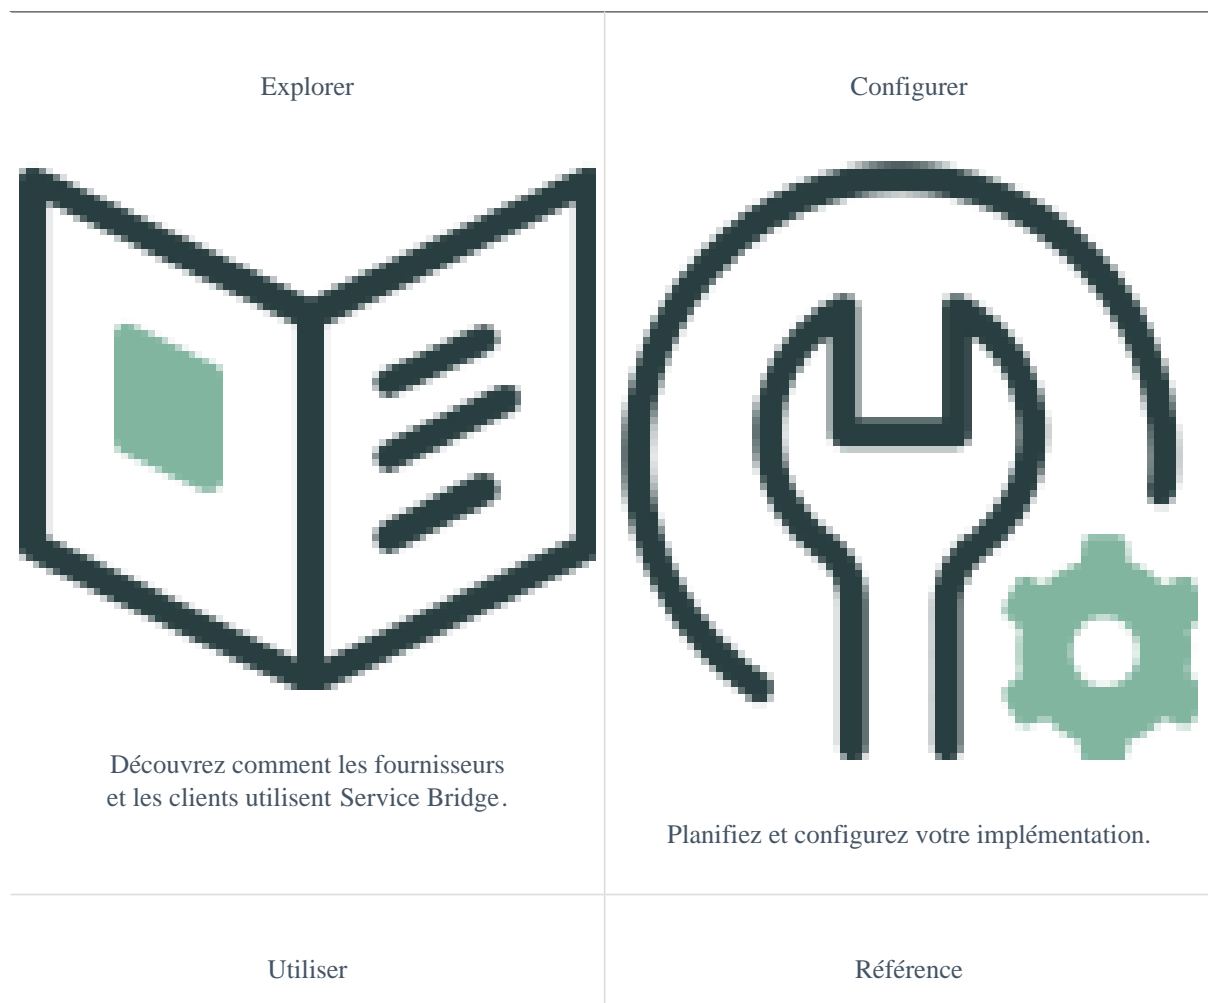 Explorer
Configurer
Découvrez comment les fournisseurs
et les clients utilisent Service Bridge.
Planifiez et configurez votre implémentation.
Utiliser
Référence